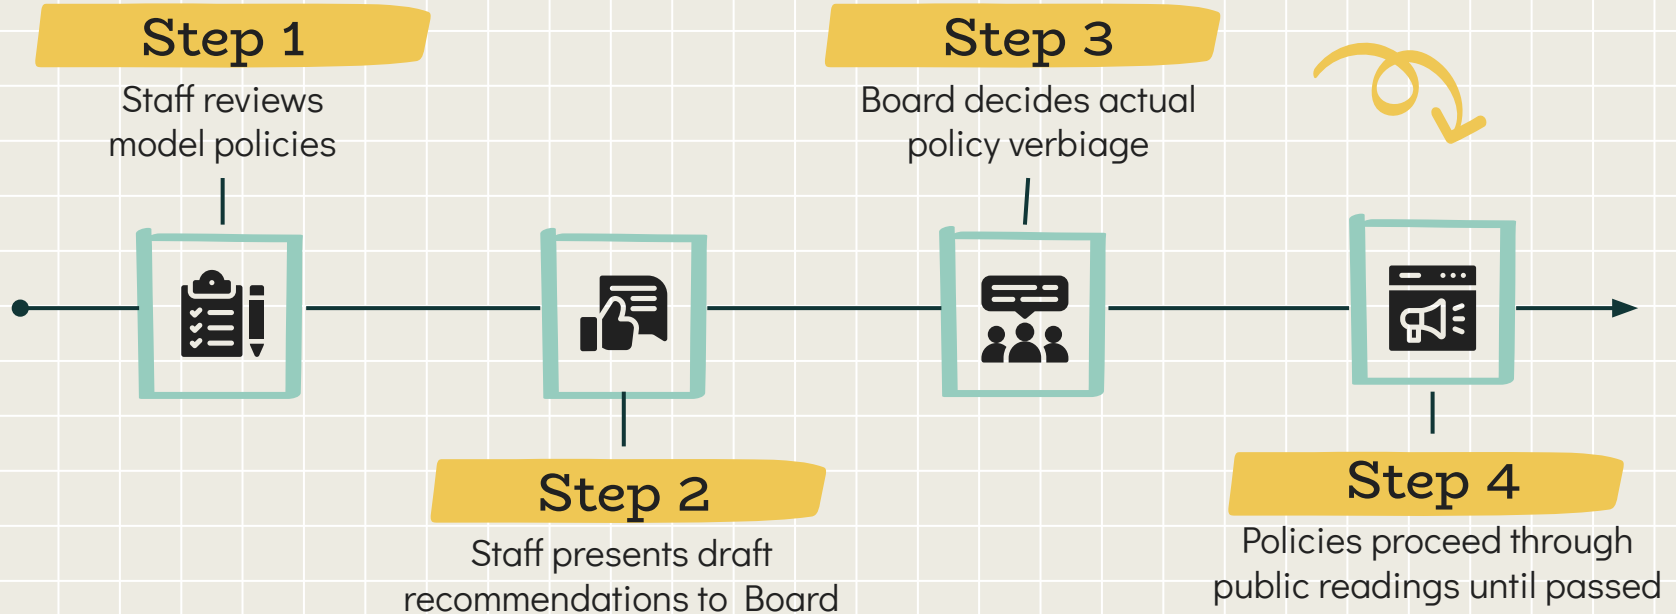 Step 1
Staff reviews
model policies
Step 2
Staff presents draft
recommendations to Board
Step 3
Board decides actual
policy verbiage
Step 4
Policies proceed through
public readings until passed